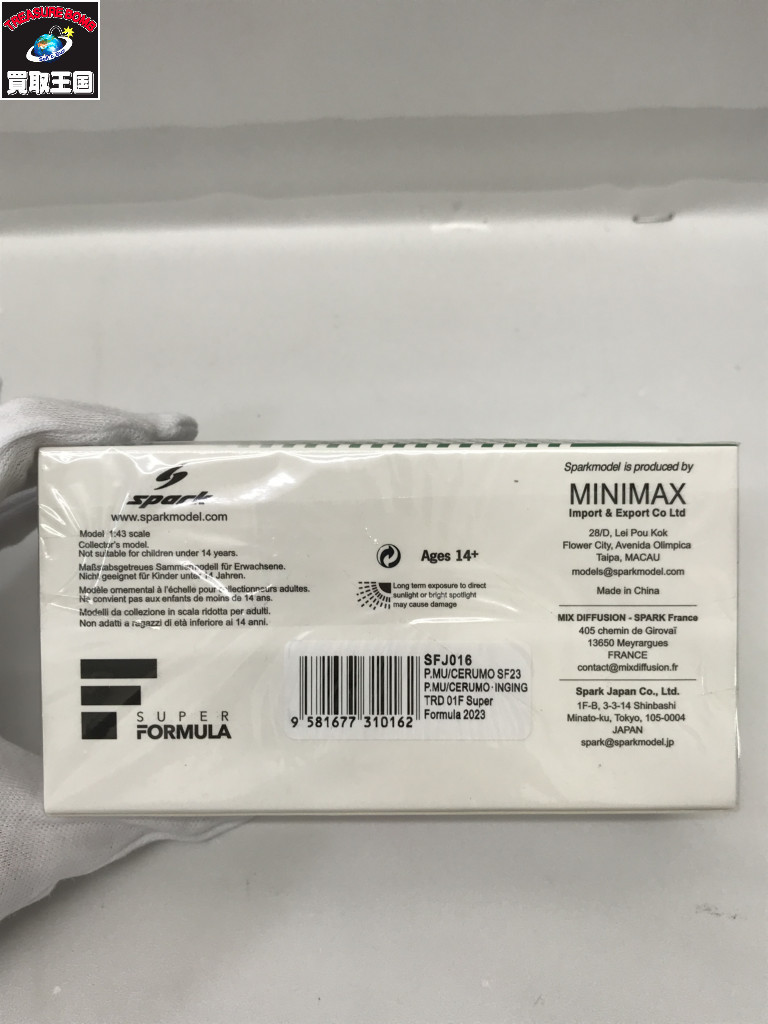 TREASURE BOMB
買取王国
spark
www.sparkmodel.com
Model 1:43 scale
Collector's model.
Not suitable for children under 14 years.
Maßstabsgetreues Sammlermodell für Erwachsene.
Nicht geeignet für Kinder unter 14 Jahren.
Modèle ornemental à l'échelle pour collectionneurs adultes.
Ne convient pas aux enfants de moins de 14 ans.
Modelli da collezione in scala ridotta per adulti.
Non adatti a ragazzi di età inferiore ai 14 anni.
SUPER
FORMULA
Ages 14+
Long term exposure to direct
sunlight or bright spotlight
may cause damage
9 581677 310162
SFJ016
P.MU/CERUMO SF23
P.MU/CERUMO·INGING
TRD 01F Super
Formula 2023
Sparkmodel is produced by
MINIMAX
Import & Export Co Ltd
28/D, Lei Pou Kok
Flower City, Avenida Olimpica
Taipa, MACAU
models@sparkmodel.com
Made in China
MIX DIFFUSION - SPARK France
405 chemin de Girovaï
13650 Meyrargues
FRANCE
contact@mixdiffusion.fr
Spark Japan Co., Ltd.
1F-B, 3-3-14 Shinbashi
Minato-ku, Tokyo, 105-0004
JAPAN
spark@sparkmodel.jp